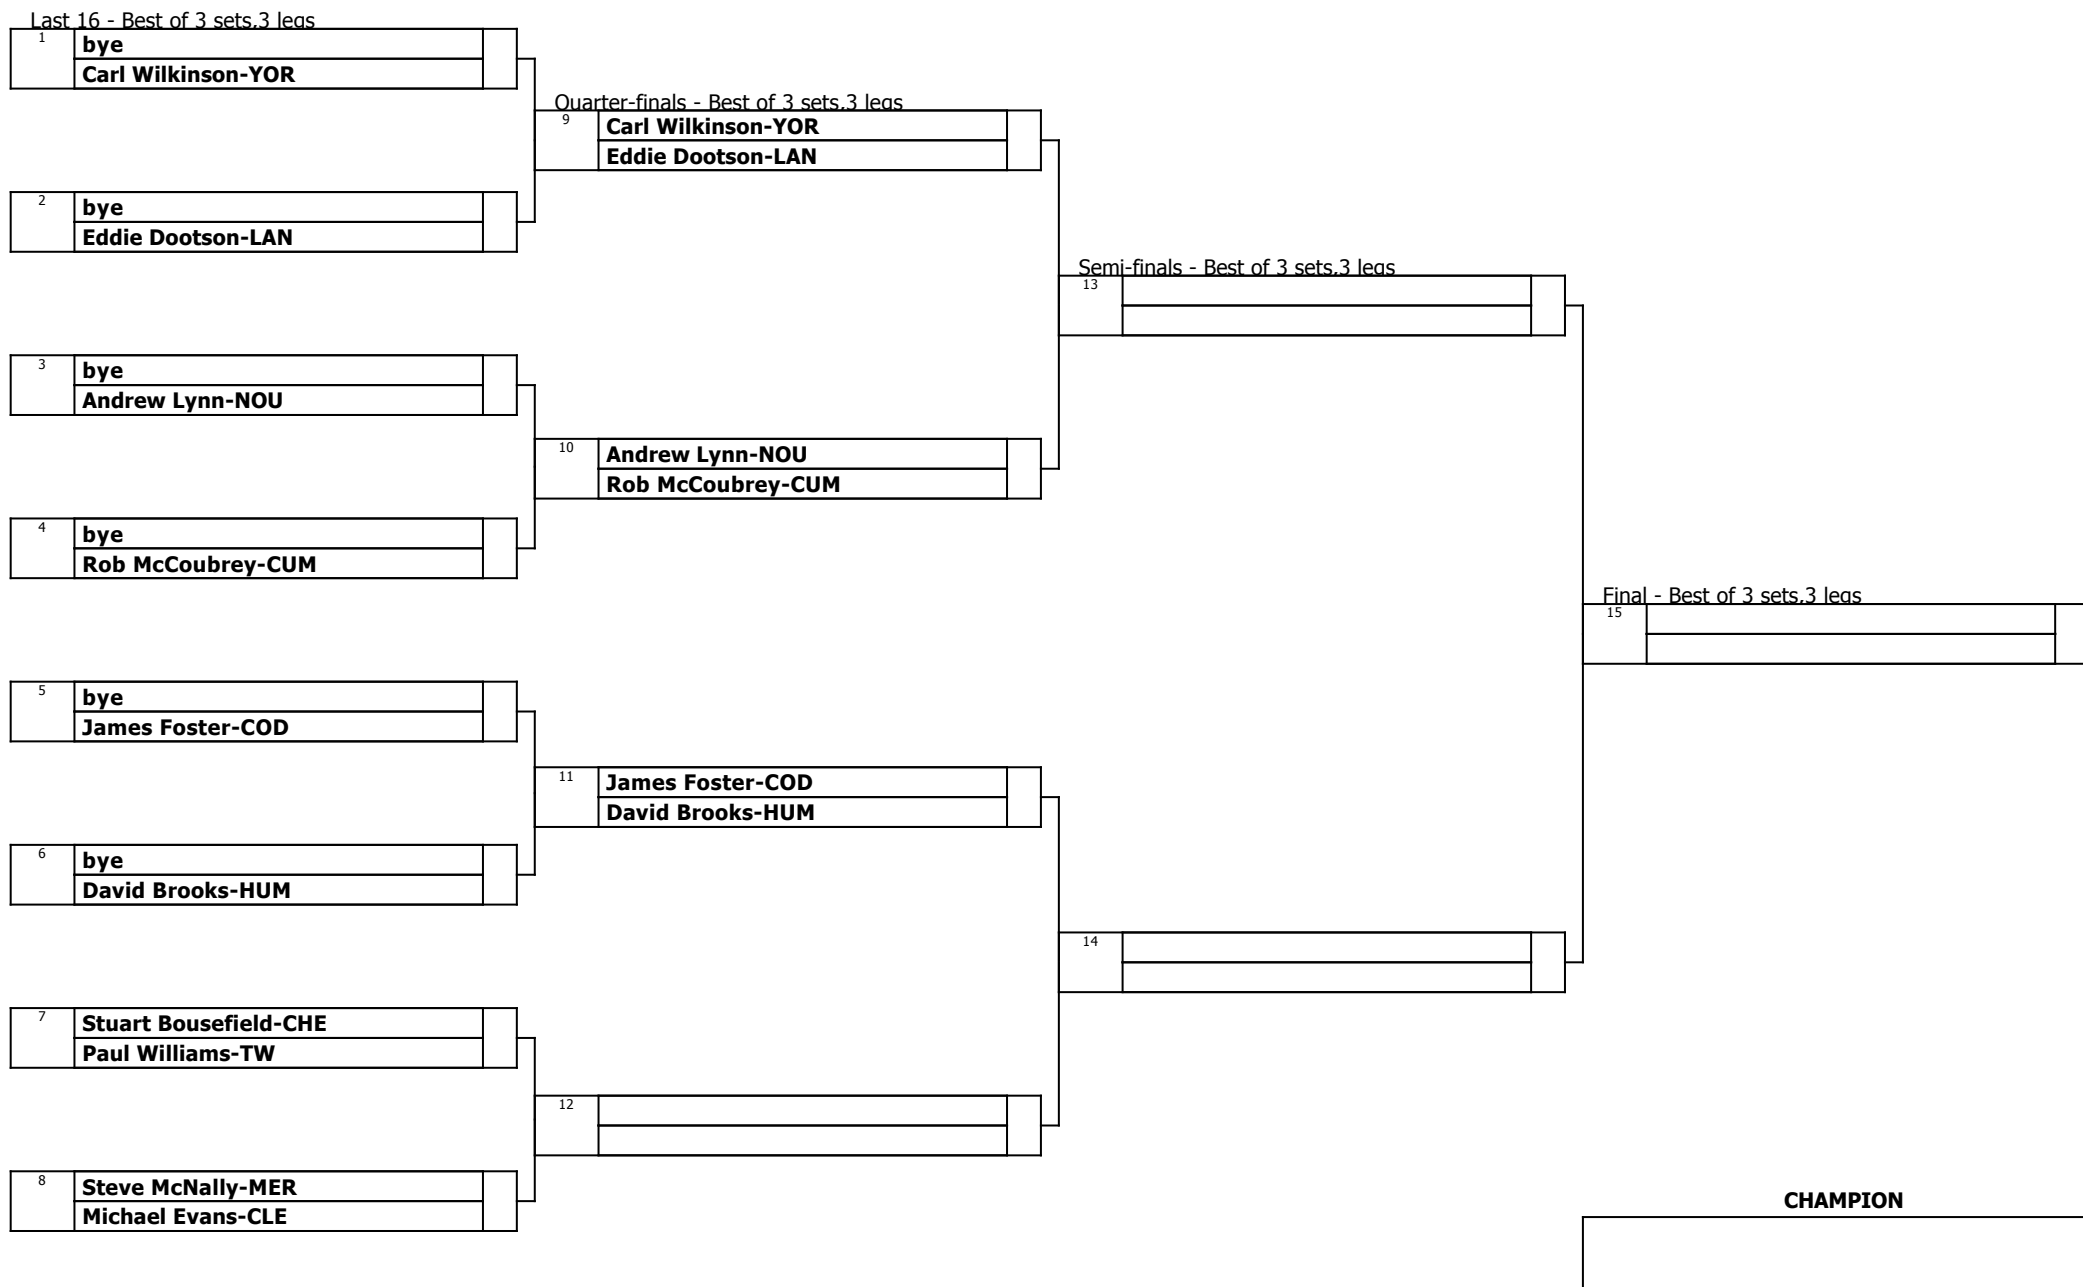 Last 16 - Best of 3 sets,3 legs
1
bye
Carl Wilkinson-YOR
2
bye
Eddie Dootson-LAN
3
bye
Andrew Lynn-NOU
4
bye
Rob McCoubrey-CUM
5
bye
James Foster-COD
6
bye
David Brooks-HUM
7
Stuart Bousefield-CHE
Paul Williams-TW
8
Steve McNally-MER
Michael Evans-CLE
Quarter-finals - Best of 3 sets,3 legs
9
Carl Wilkinson-YOR
Eddie Dootson-LAN
10
Andrew Lynn-NOU
Rob McCoubrey-CUM
11
James Foster-COD
David Brooks-HUM
12
Semi-finals - Best of 3 sets,3 legs
13
14
Final - Best of 3 sets,3 legs
15
CHAMPION